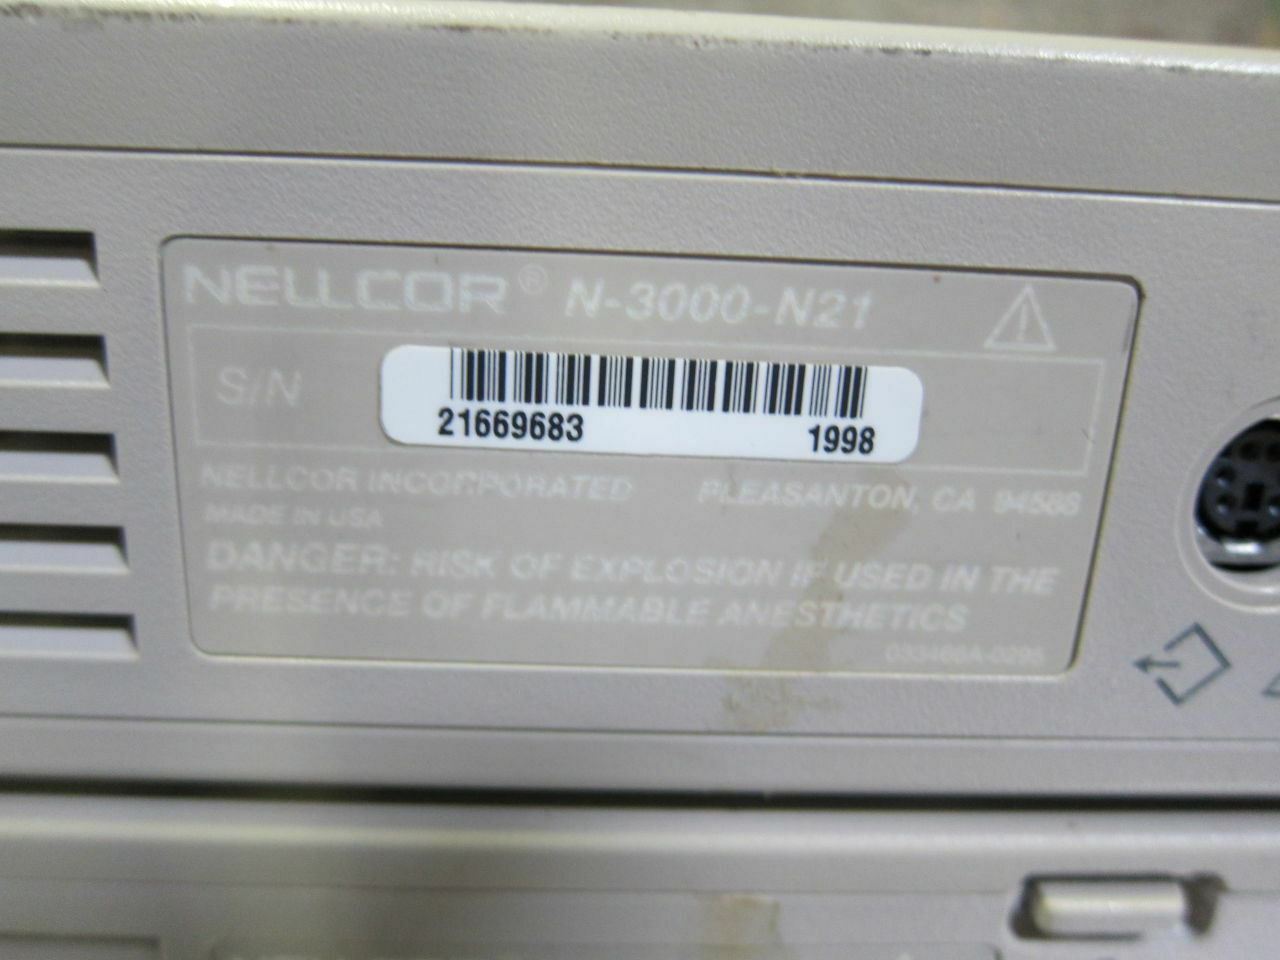 NELLCOR® N-3000-N21
S/N
21669683 1998
NELLCOR INCORPORATED PLEASANTON, CA 94588
MADE IN USA
DANGER: RISK OF EXPLOSION IF USED IN THE
PRESENCE OF FLAMMABLE ANESTHETICS